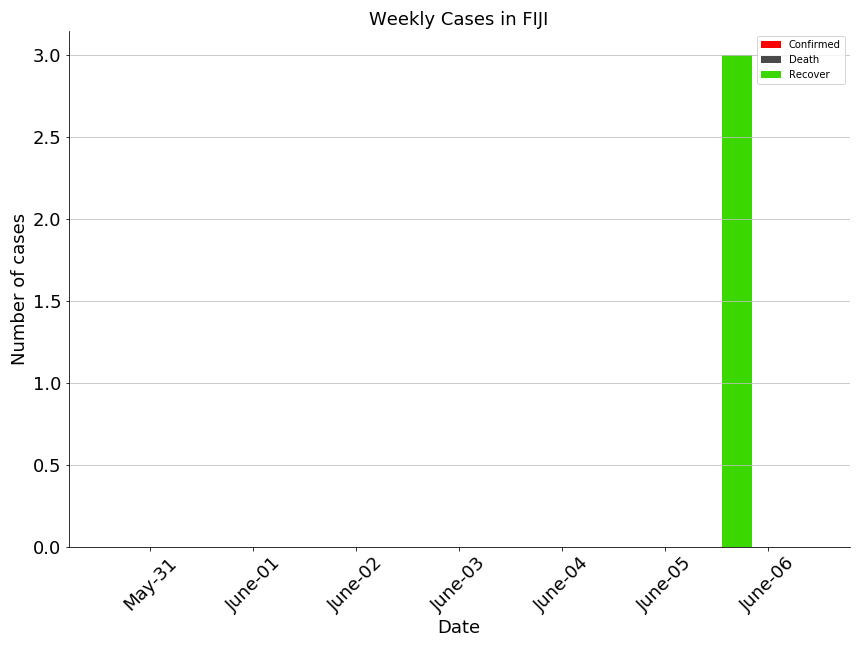 Weekly Cases in FIJI
Confirmed
Death
Recover
Number of cases
3.0
2.5
2.0
1.5
1.0
0.5
0.0
May-31
June-01
June-02
June-03
June-04
June-05
June-06
Date